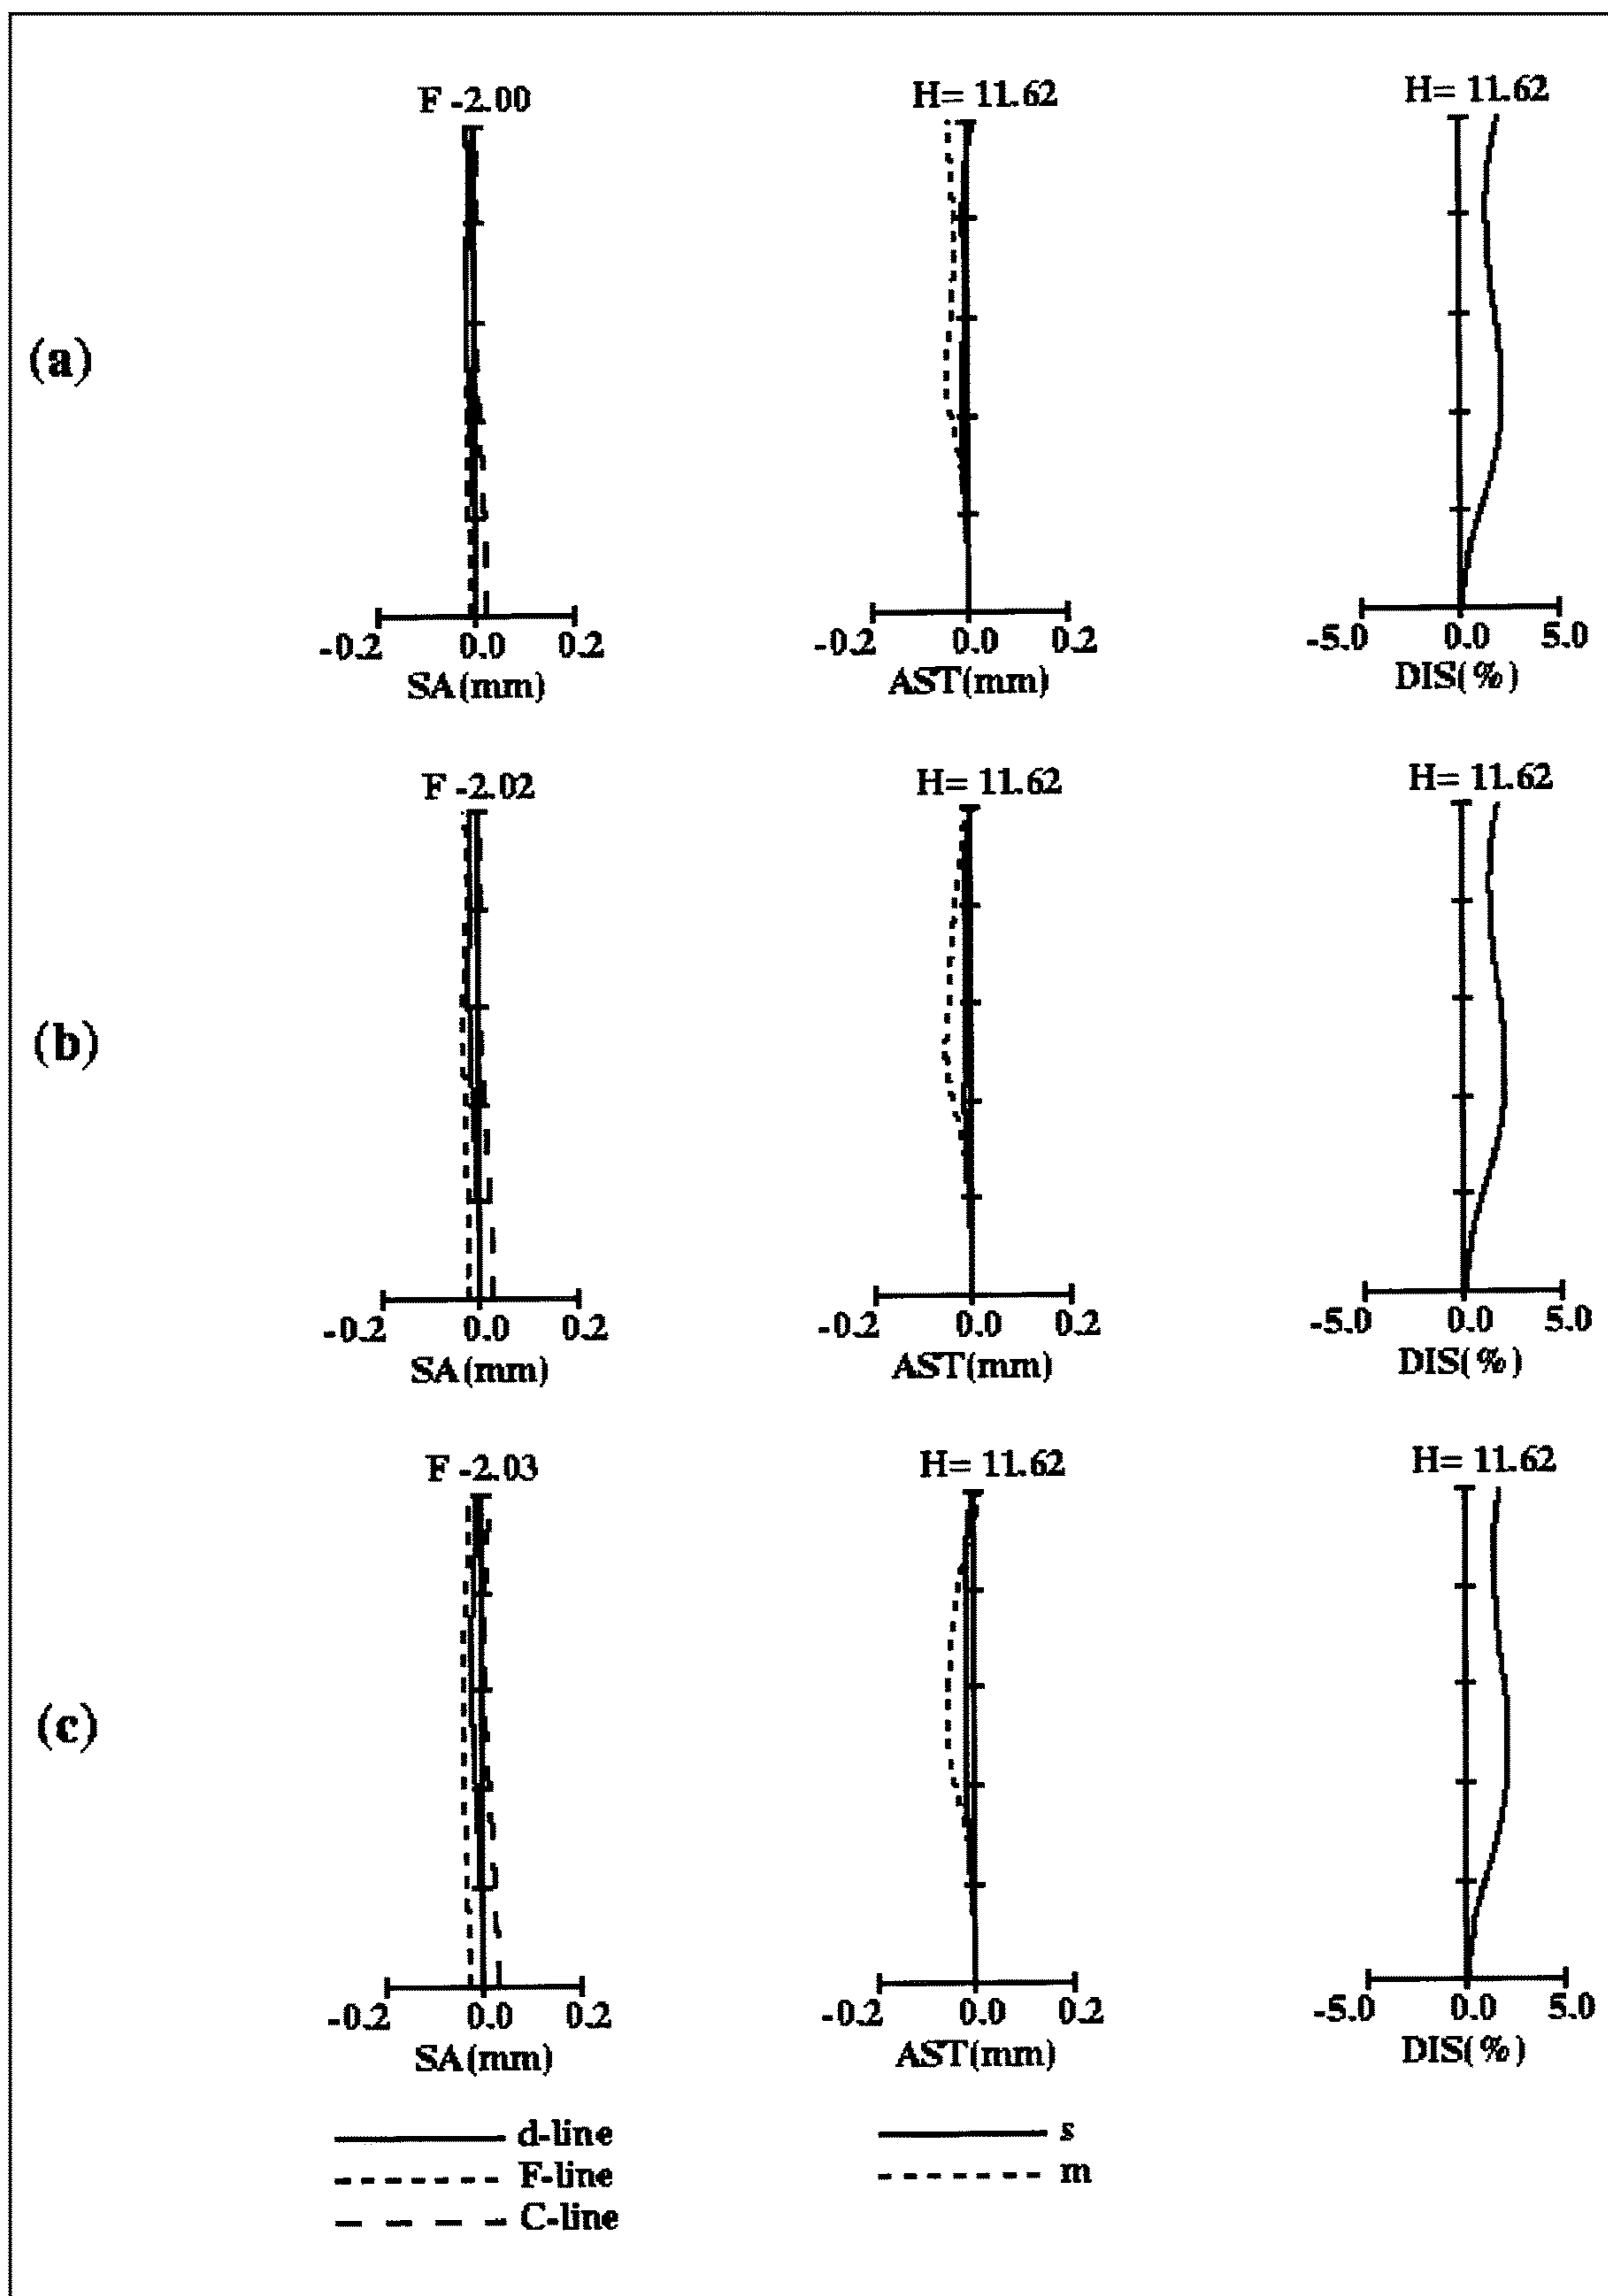 F -2.00 H= 11.62 H= 11.62
(a)
-0.2 0.0 0.2 -0.2 0.0 0.2 -5.0 0.0 5.0
SA(mm) AST(mm) DIS(%)
F -2.02 H= 11.62 H= 11.62
(b)
-0.2 0.0 0.2 -0.2 0.0 0.2 -5.0 0.0 5.0
SA(mm) AST(mm) DIS(%)
F -2.03 H= 11.62 H= 11.62
(c)
-0.2 0.0 0.2 -0.2 0.0 0.2 -5.0 0.0 5.0
SA(mm) AST(mm) DIS(%)
d-line s
F-line m
C-line